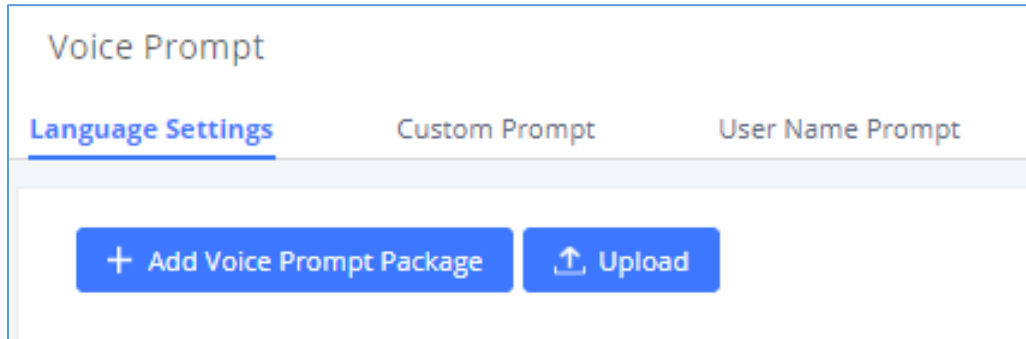 Voice Prompt
Language Settings Custom Prompt User Name Prompt
+ Add Voice Prompt Package Upload